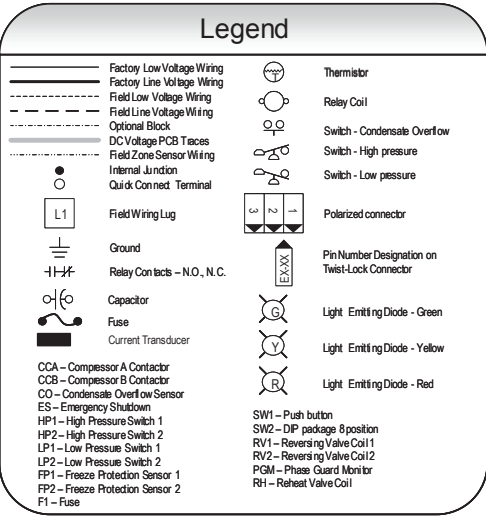 Legend
Factory Low Voltage Wiring
Factory Line Voltage Wiring
Field Low Voltage Wiring
Field Line Voltage Wiring
Optional Block
DC Voltage PCB Traces
Field Zone Sensor Wiring
Internal Junction
Quick Connect Terminal
L1
Field Wiring Lug
Ground
Relay Contacts – N.O., N.C.
Capacitor
Fuse
Current Transducer
T
Thermistor
Relay Coil
Switch - Condensate Overflow
Switch - High pressure
Switch - Low pressure
3 2 1
Polarized connector
EX-XX
Pin Number Designation on
Twist-Lock Connector
G
Light Emitting Diode - Green
Y
Light Emitting Diode - Yellow
R
Light Emitting Diode - Red
CCA – Compressor A Contactor
CCB – Compressor B Contactor
CO – Condensate Overflow Sensor
ES – Emergency Shutdown
HP1 – High Pressure Switch 1
HP2 – High Pressure Switch 2
LP1 – Low Pressure Switch 1
LP2 – Low Pressure Switch 2
FP1 – Freeze Protection Sensor 1
FP2 – Freeze Protection Sensor 2
F1 – Fuse
SW1 – Push button
SW2 – DIP package 8 position
RV1 – Reversing Valve Coil 1
RV2 – Reversing Valve Coil 2
PGM – Phase Guard Monitor
RH – Reheat Valve Coil